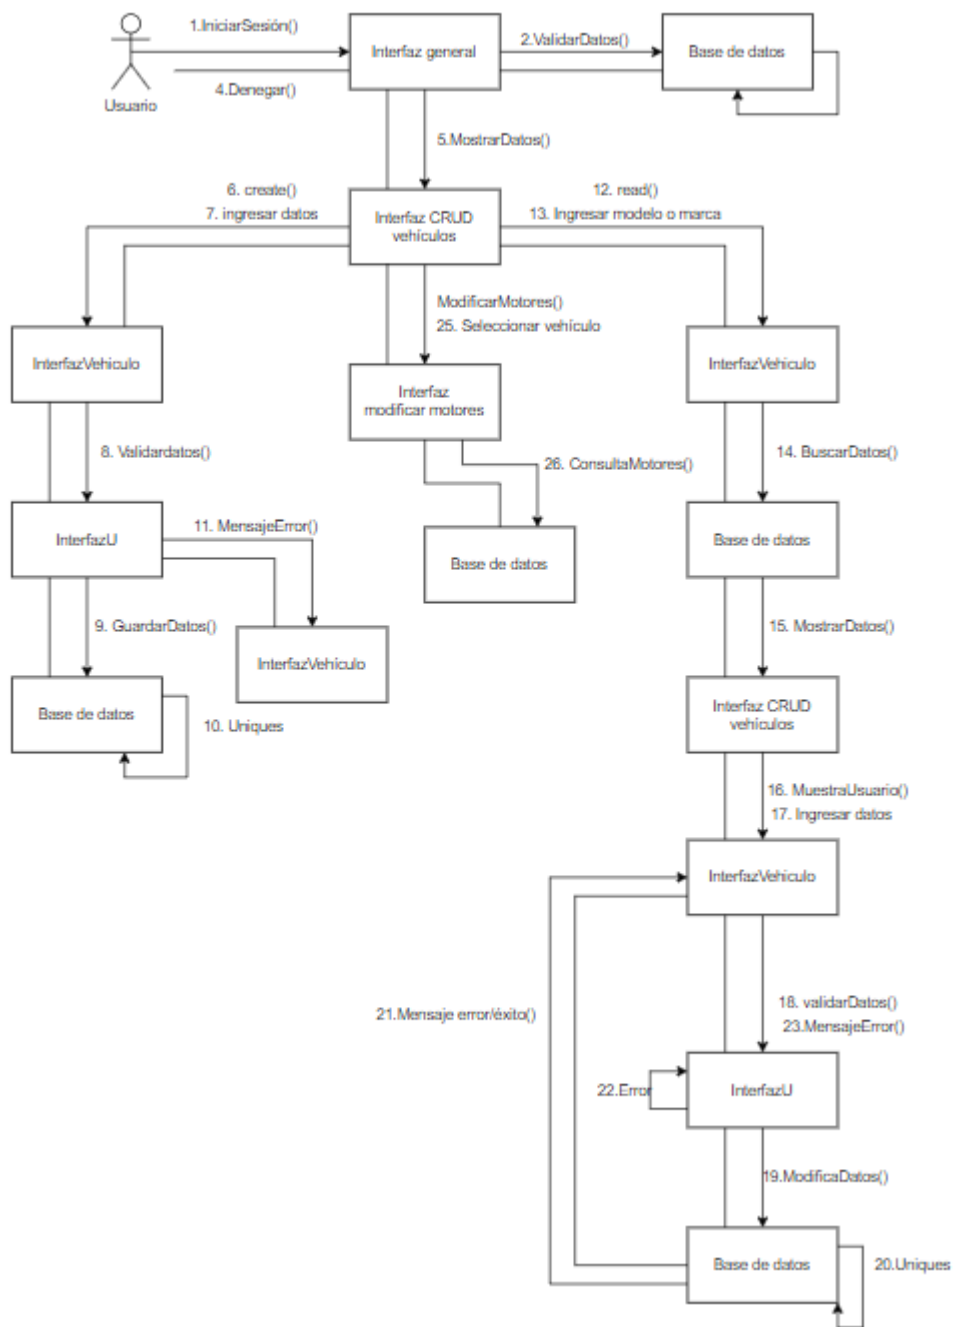 1.IniciarSesión()
Interfaz general
2.ValidarDatos()
Base de datos
4.Denegar()
Usuario
5.MostrarDatos()
6. create()
7. ingresar datos
Interfaz CRUD
vehículos
12. read()
13. Ingresar modelo o marca
ModificarMotores()
25. Seleccionar vehículo
InterfazVehiculo
Interfaz
modificar motores
InterfazVehiculo
8. Validardatos()
26. ConsultaMotores()
14. BuscarDatos()
InterfazU
11. MensajeError()
Base de datos
Base de datos
9. GuardarDatos()
InterfazVehiculo
15. MostrarDatos()
Base de datos
10. Uniques
Interfaz CRUD
vehículos
16. MuestraUsuario()
17. Ingresar datos
InterfazVehiculo
21.Mensaje error/éxito()
18. validarDatos()
23.MensajeError()
22.Error
InterfazU
19.ModificaDatos()
Base de datos
20.Uniques